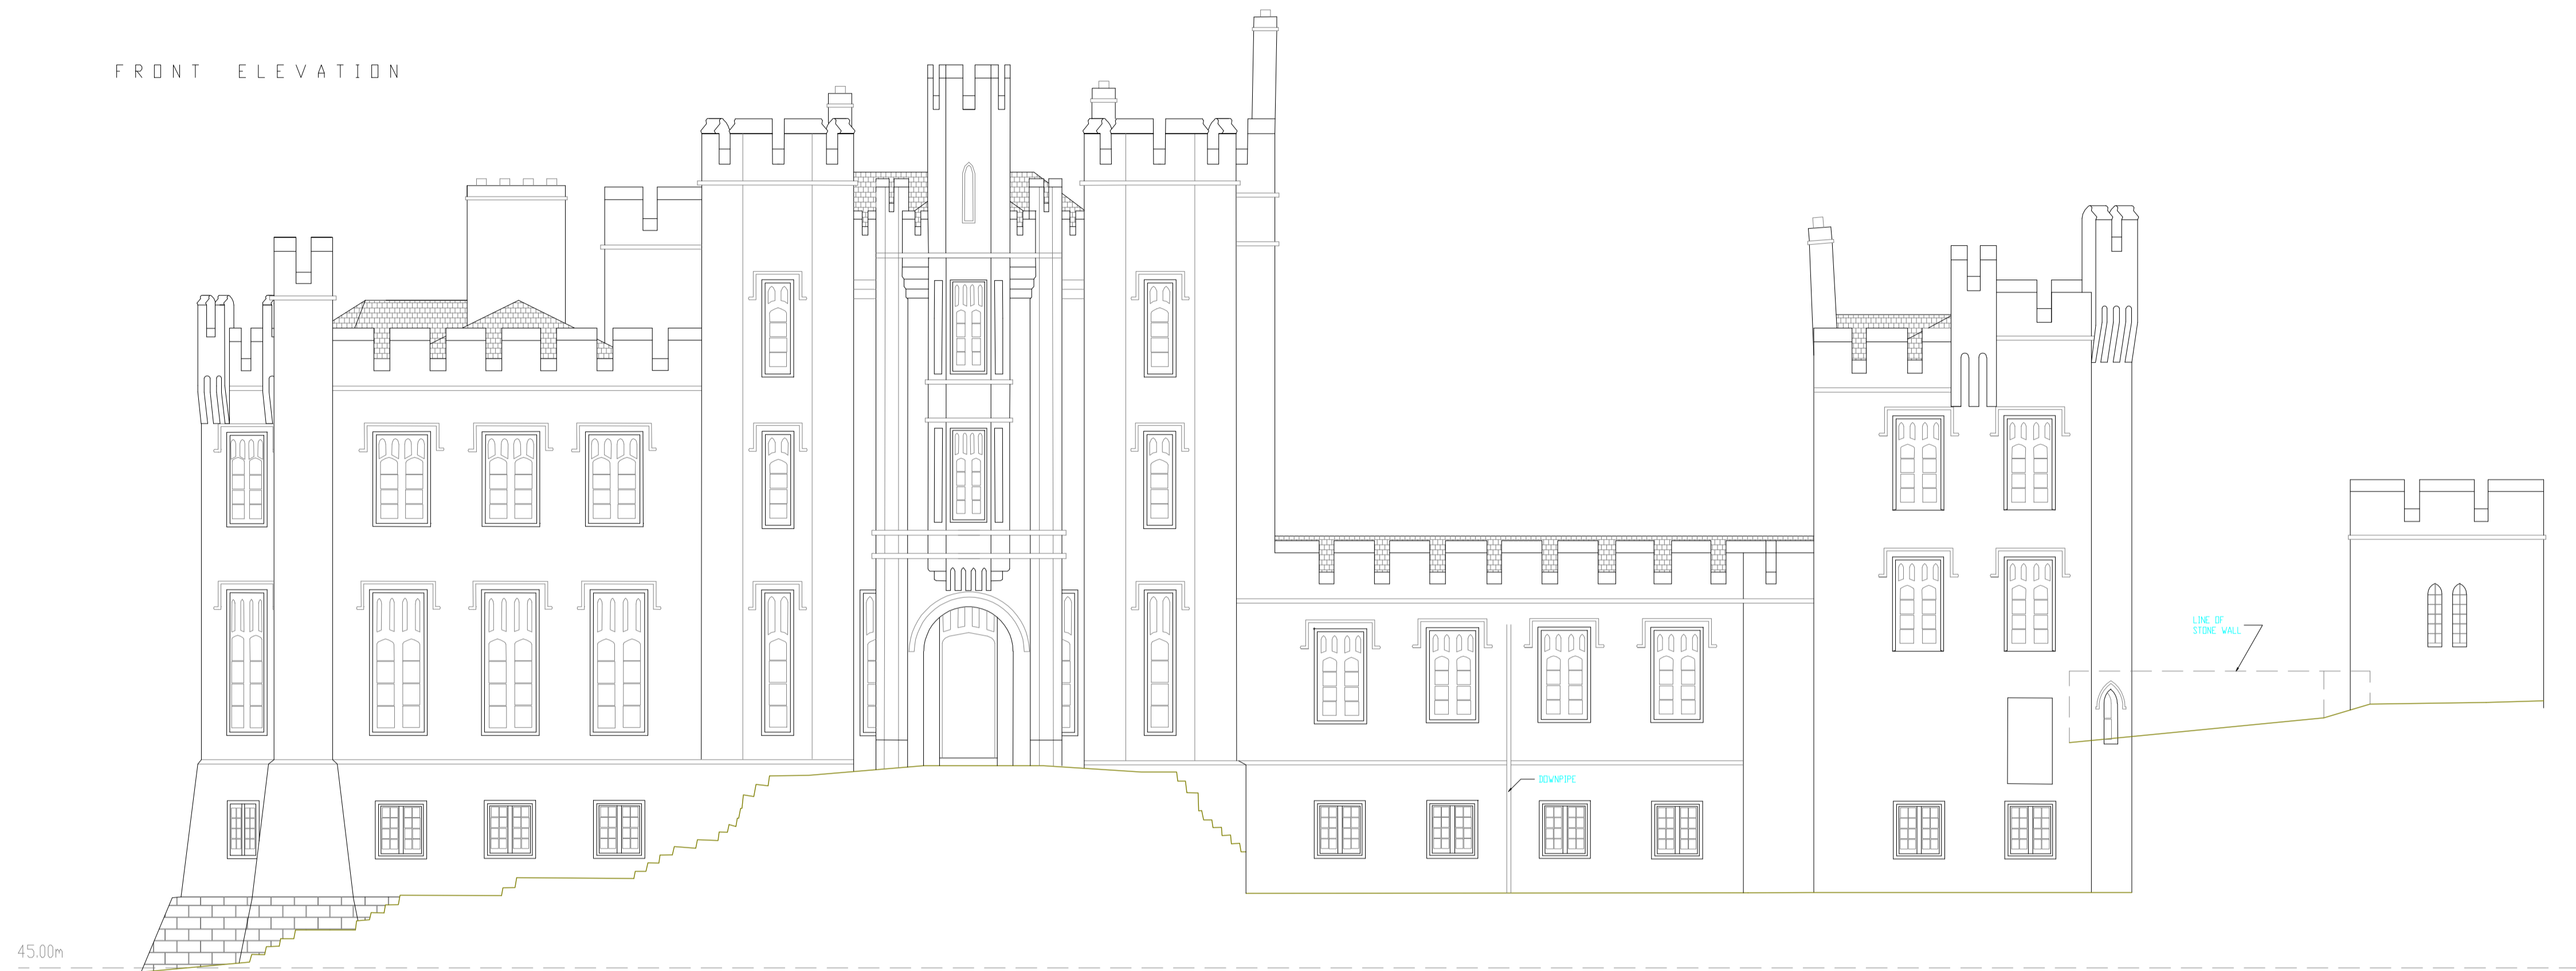 FRONT ELEVATION
LINE OF
STONE WALL
DOWNPIPE
45.00m